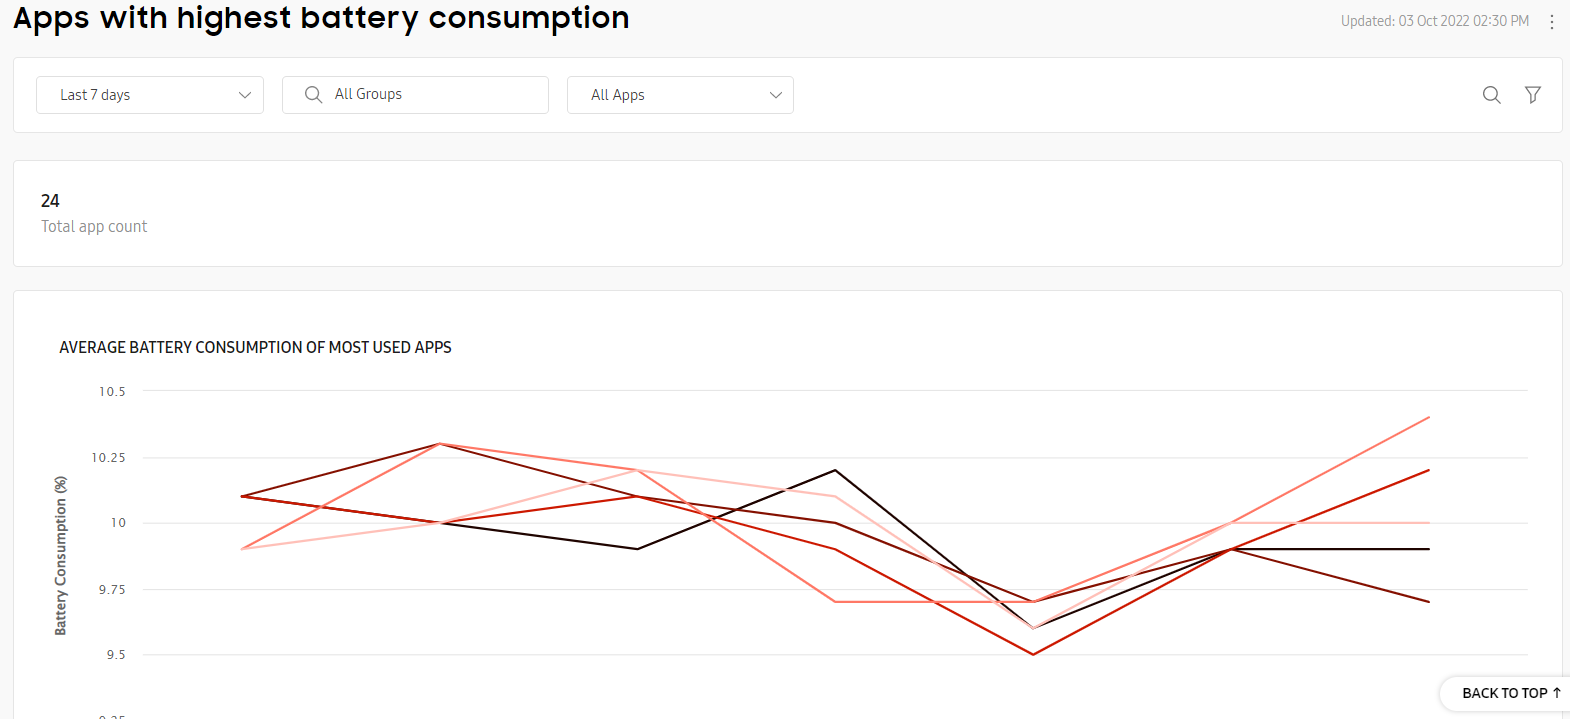 Apps with highest battery consumption
Updated: 03 Oct 2022 02:30 PM
Last 7 days
All Groups
All Apps
24
Total app count
AVERAGE BATTERY CONSUMPTION OF MOST USED APPS
Battery Consumption (%)
10.5
10.25
10
9.75
9.5
BACK TO TOP ↑